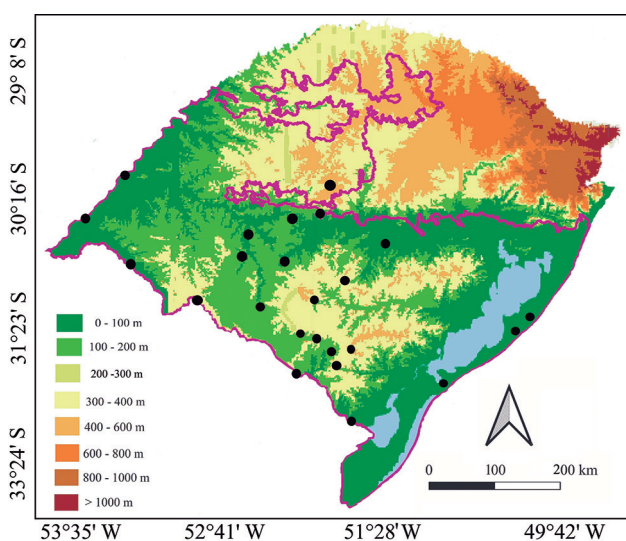 29° 8' S
30°16' S
31°23' S
33°24' S
0 - 100 m
100 - 200 m
200 -300 m
300 - 400 m
400 - 600 m
600 - 800 m
800 - 1000 m
> 1000 m
0 100 200 km
53°35' W 52°41' W 51°28' W 49°42' W